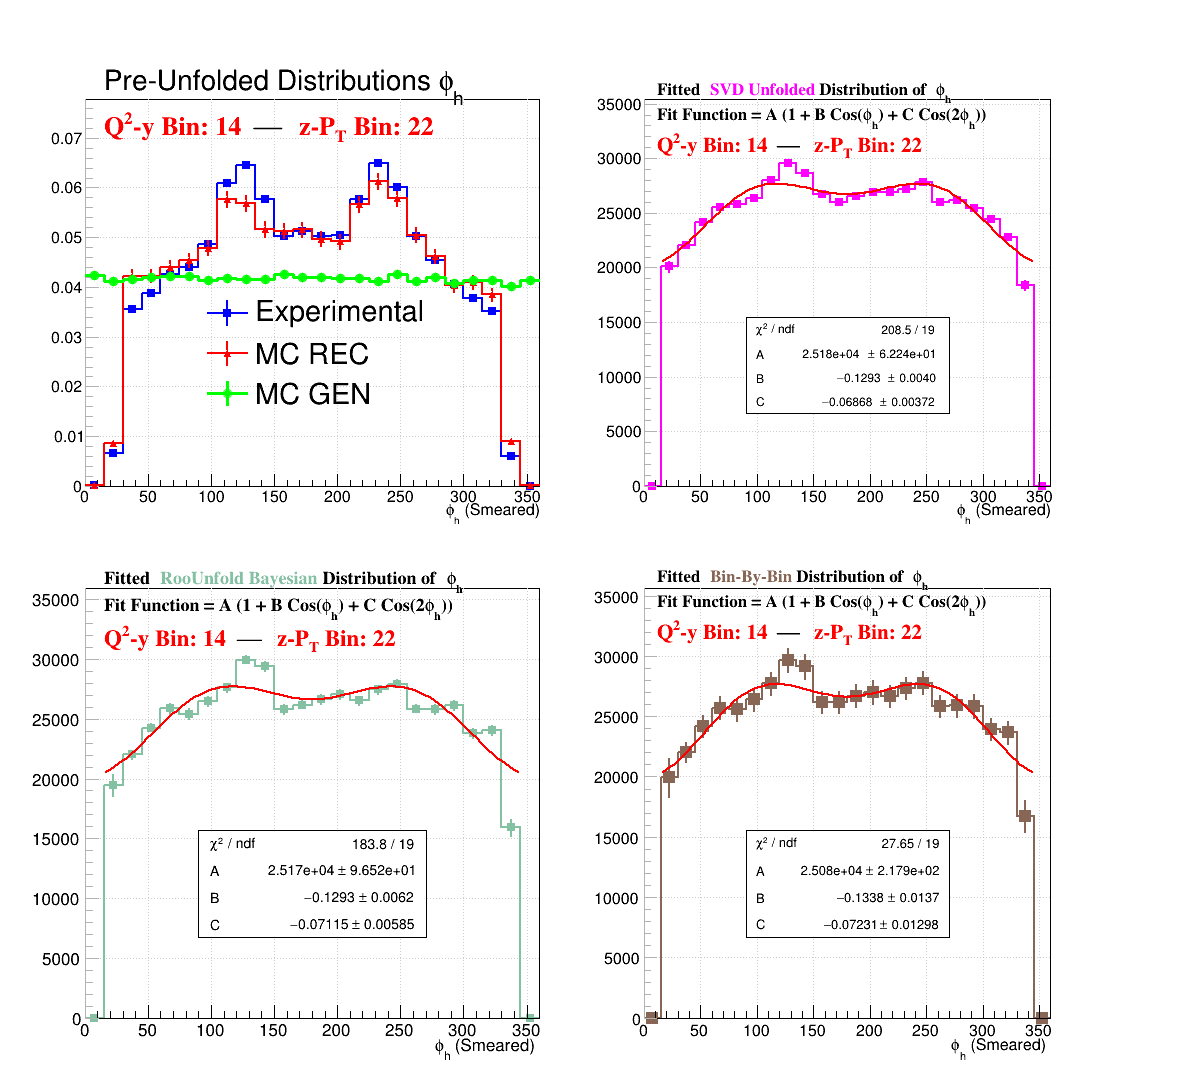 Pre-Unfolded Distributions ϕh
Q²-y Bin: 14 — z-PT Bin: 22
0.07
0.06
0.05
0.04
0.03
0.02
0.01
0
Experimental
MC REC
MC GEN
0 50 100 150 200 250 300 350
ϕh (Smeared)
Fitted SVD Unfolded Distribution of ϕh
Fit Function = A (1 + B Cos(ϕh) + C Cos(2ϕh))
Q²-y Bin: 14 — z-PT Bin: 22
35000
30000
25000
20000
15000
10000
5000
0
χ² / ndf 208.5 / 19
A 2.518e+04 ± 6.224e+01
B −0.1293 ± 0.0040
C −0.06868 ± 0.00372
0 50 100 150 200 250 300 350
ϕh (Smeared)
Fitted RooUnfold Bayesian Distribution of ϕh
Fit Function = A (1 + B Cos(ϕh) + C Cos(2ϕh))
Q²-y Bin: 14 — z-PT Bin: 22
35000
30000
25000
20000
15000
10000
5000
0
χ² / ndf 183.8 / 19
A 2.517e+04 ± 9.652e+01
B −0.1293 ± 0.0062
C −0.07115 ± 0.00585
0 50 100 150 200 250 300 350
ϕh (Smeared)
Fitted Bin-By-Bin Distribution of ϕh
Fit Function = A (1 + B Cos(ϕh) + C Cos(2ϕh))
Q²-y Bin: 14 — z-PT Bin: 22
35000
30000
25000
20000
15000
10000
5000
0
χ² / ndf 27.65 / 19
A 2.508e+04 ± 2.179e+02
B −0.1338 ± 0.0137
C −0.07231 ± 0.01298
0 50 100 150 200 250 300 350
ϕh (Smeared)